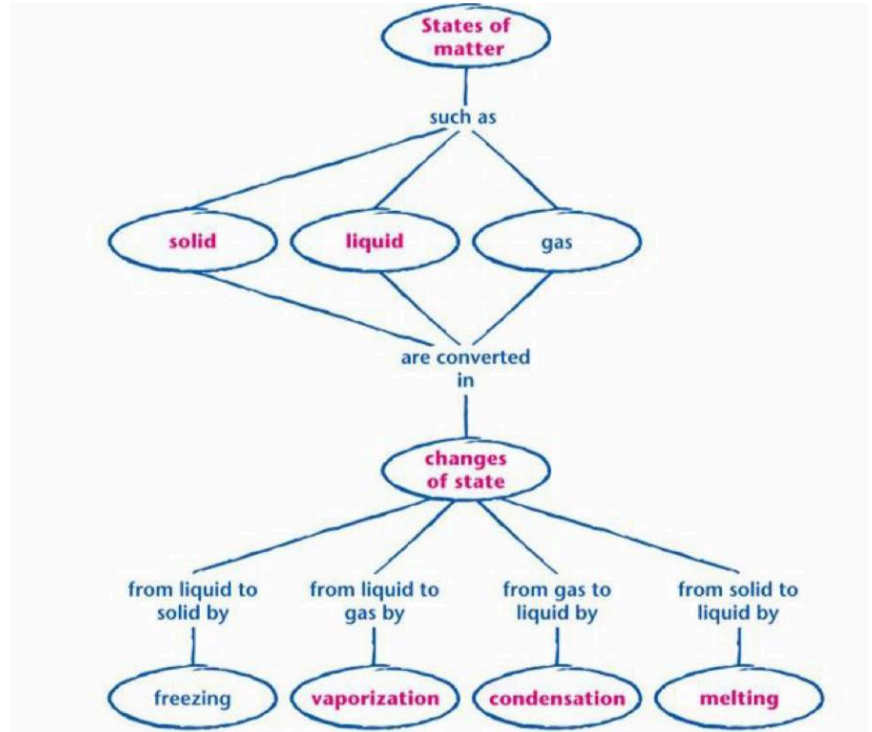 States of
matter
such as
solid
liquid
gas
are converted
in
changes
of state
from liquid to
solid by
from liquid to
gas by
from gas to
liquid by
from solid to
liquid by
freezing
vaporization
condensation
melting